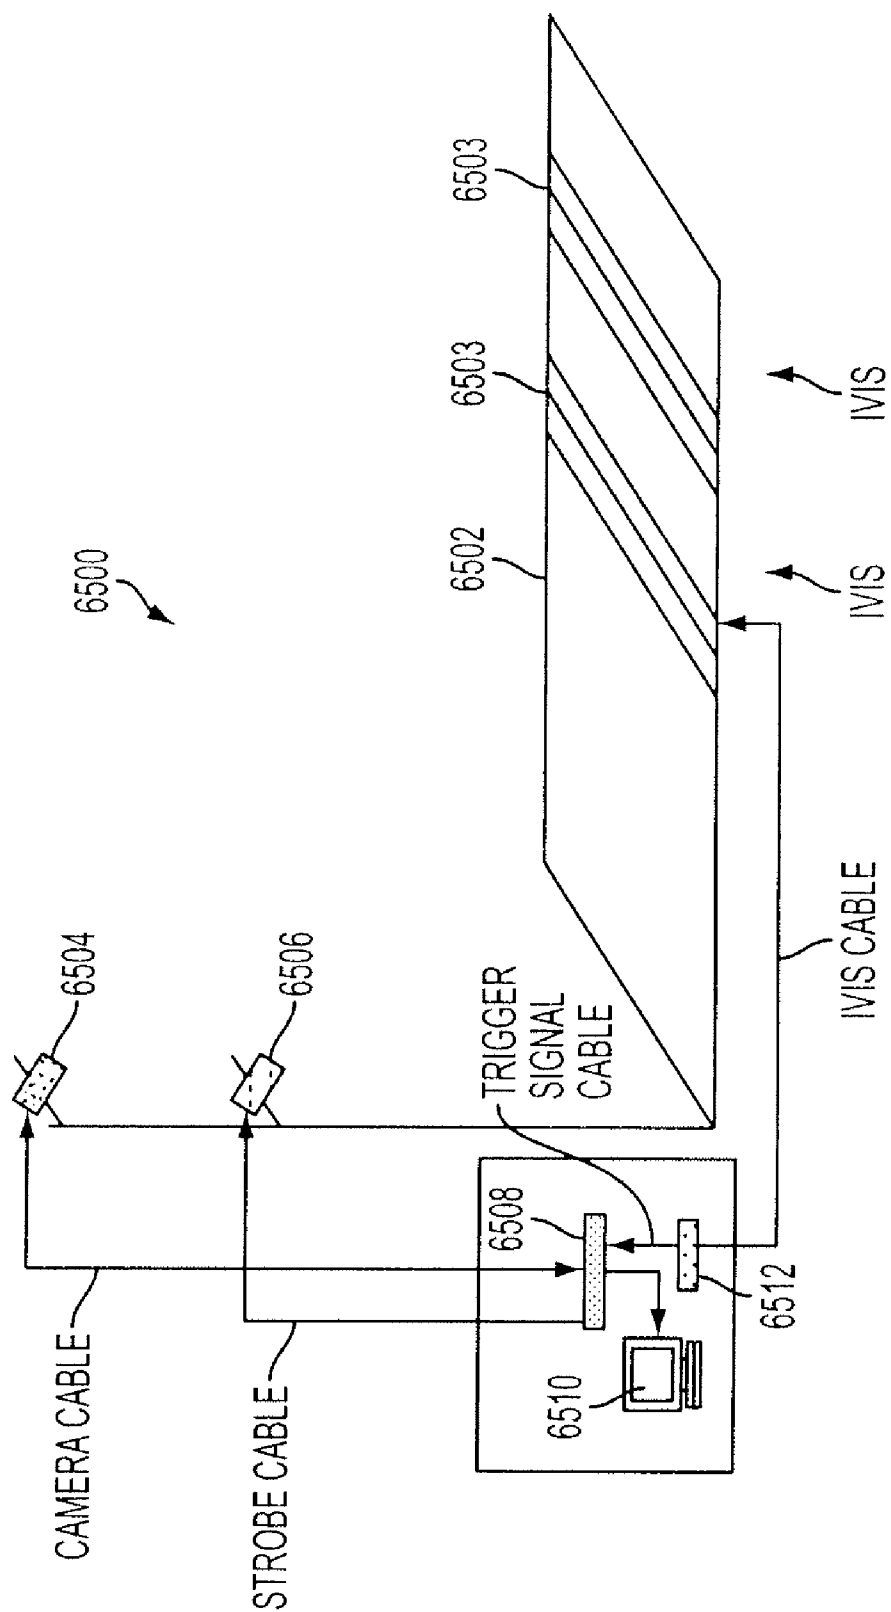 6500
6504
6506
CAMERA CABLE
STROBE CABLE
6503
6503
6502
TRIGGER
SIGNAL
CABLE
6508
6510
6512
IVIS
IVIS
IVIS CABLE